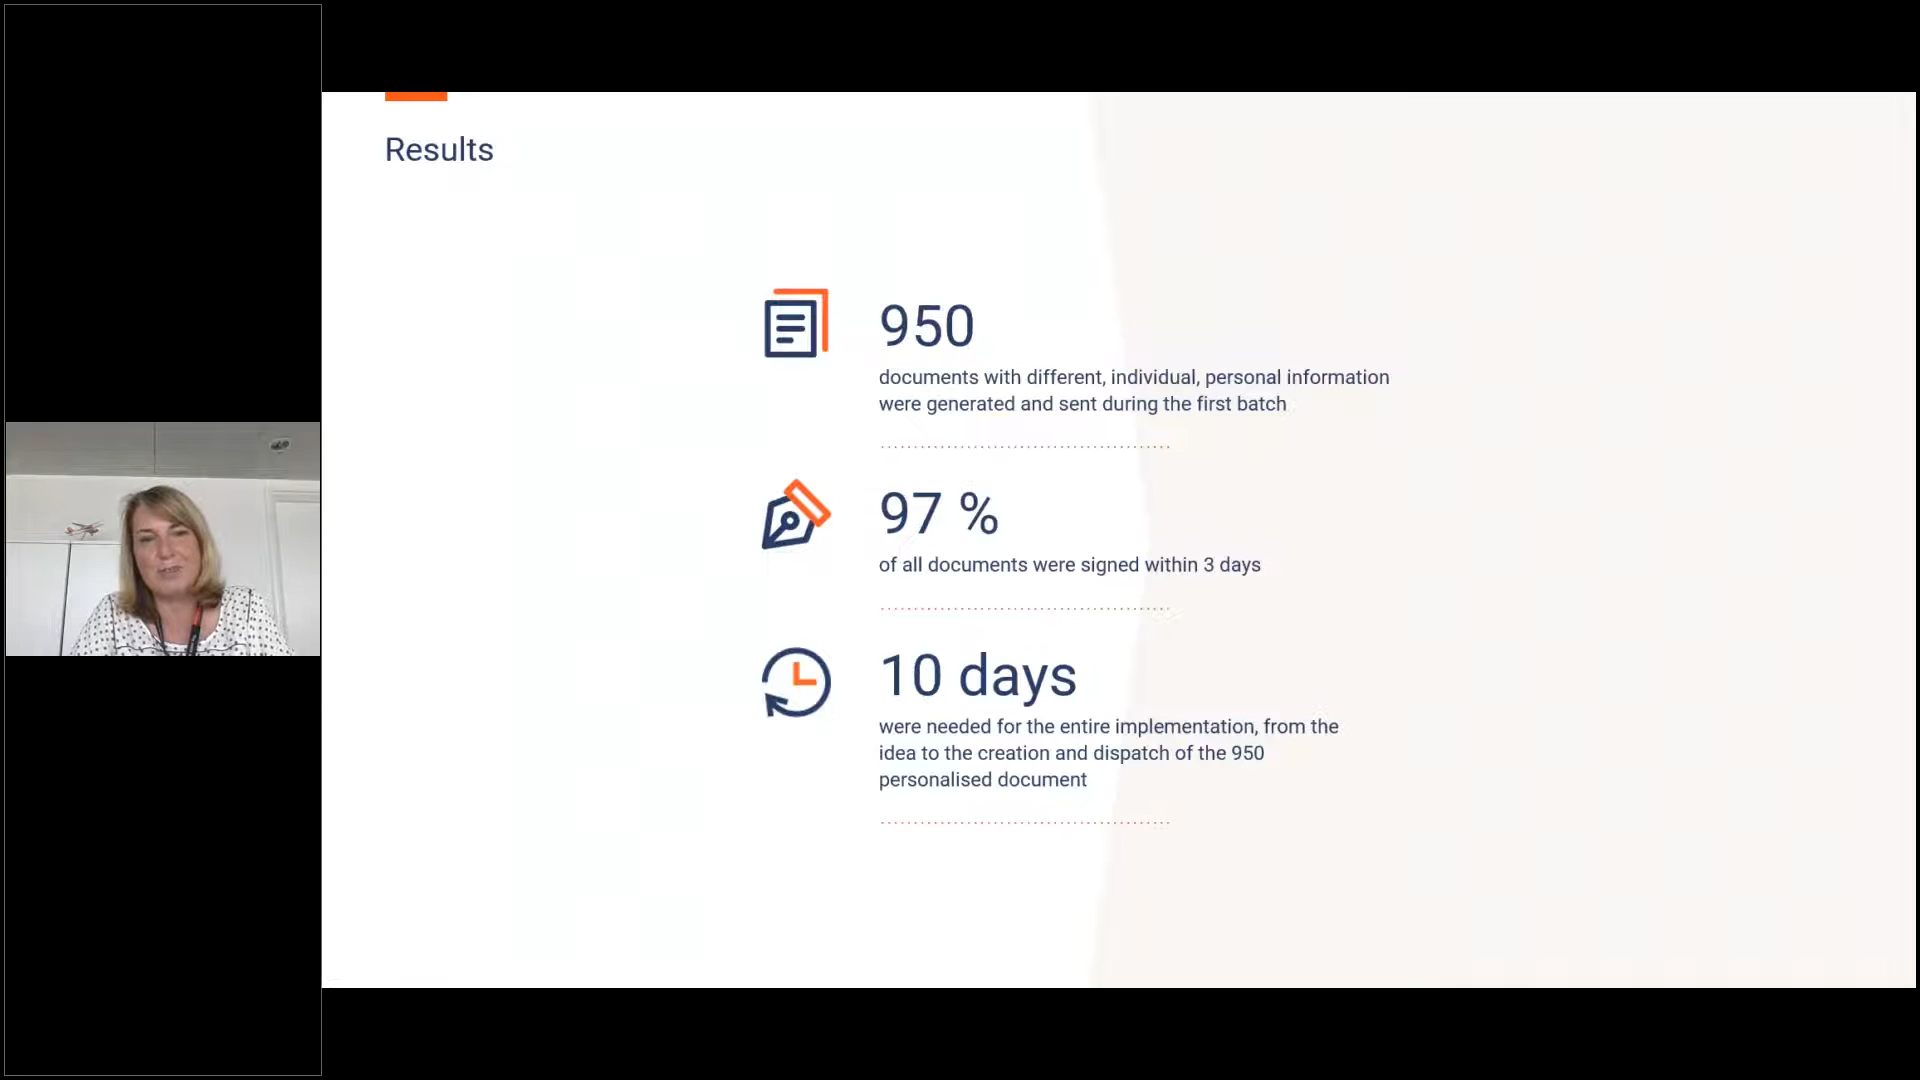 Results
950
documents with different, individual, personal information
were generated and sent during the first batch
97 %
of all documents were signed within 3 days
10 days
were needed for the entire implementation, from the
idea to the creation and dispatch of the 950
personalised document